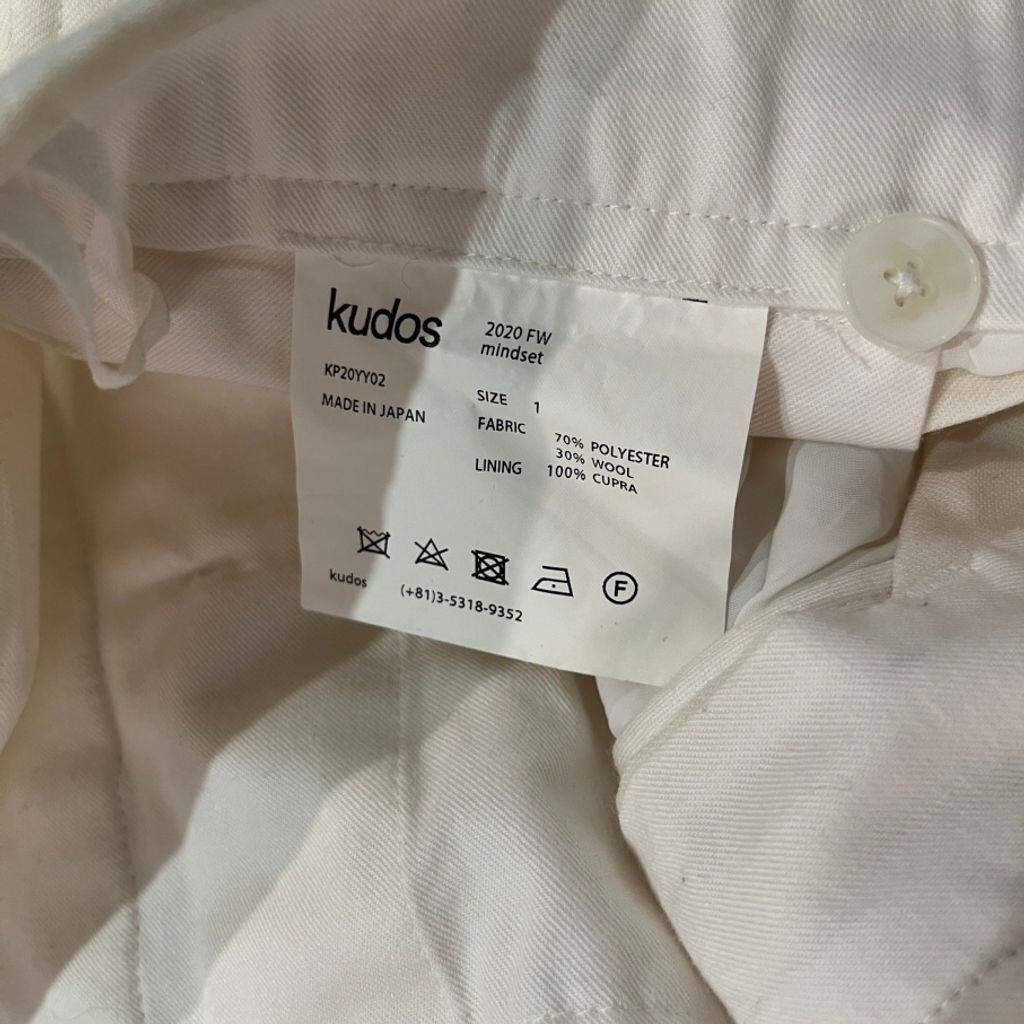 kudos
2020 FW
mindset
KP20YY02
MADE IN JAPAN
SIZE 1
FABRIC
70% POLYESTER
30% WOOL
LINING 100% CUPRA
F
kudos (+81)3-5318-9352